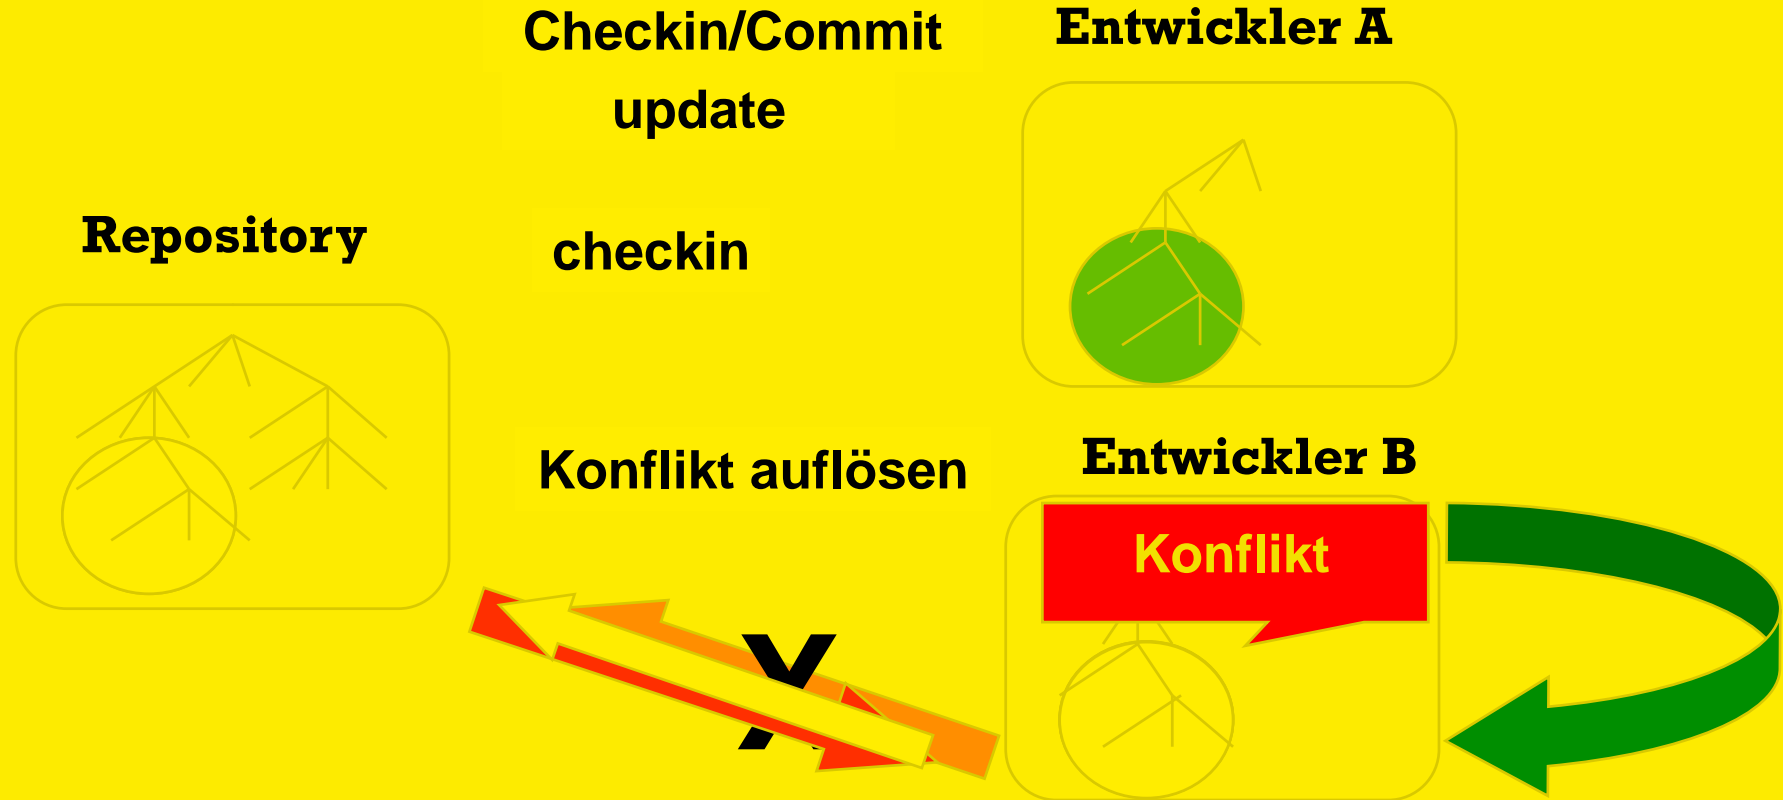 Checkin/Commit
Entwickler A
update
Repository
checkin
Konflikt auflösen
Entwickler B
Konflikt
X